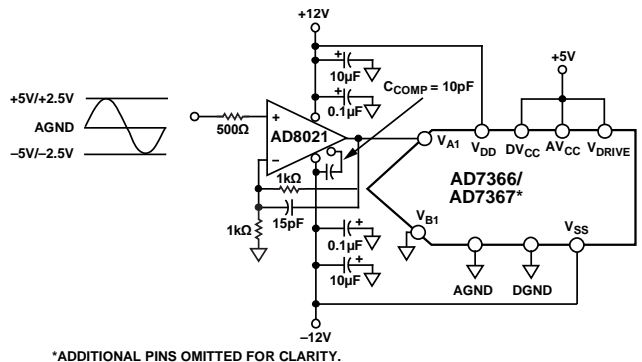 +12V
10µF
+
0.1µF
+
C_COMP = 10pF
+5V
+5V/+2.5V
AGND
–5V/–2.5V
500Ω
+
AD8021
–
1kΩ
15pF
1kΩ
V_A1
V_DD
DV_CC
AV_CC
V_DRIVE
AD7366/
AD7367*
V_B1
V_SS
AGND
DGND
+
0.1µF
+
10µF
–12V
*ADDITIONAL PINS OMITTED FOR CLARITY.